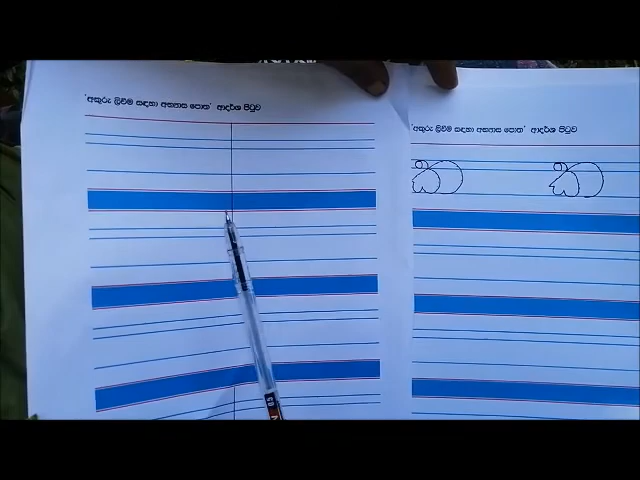 'අකුරු ලිවීම සඳහා අභ්‍යාස පොත' ආදර්ශ පිටුව
'අකුරු ලිවීම සඳහා අභ්‍යාස පොත' ආදර්ශ පිටුව
ක ක